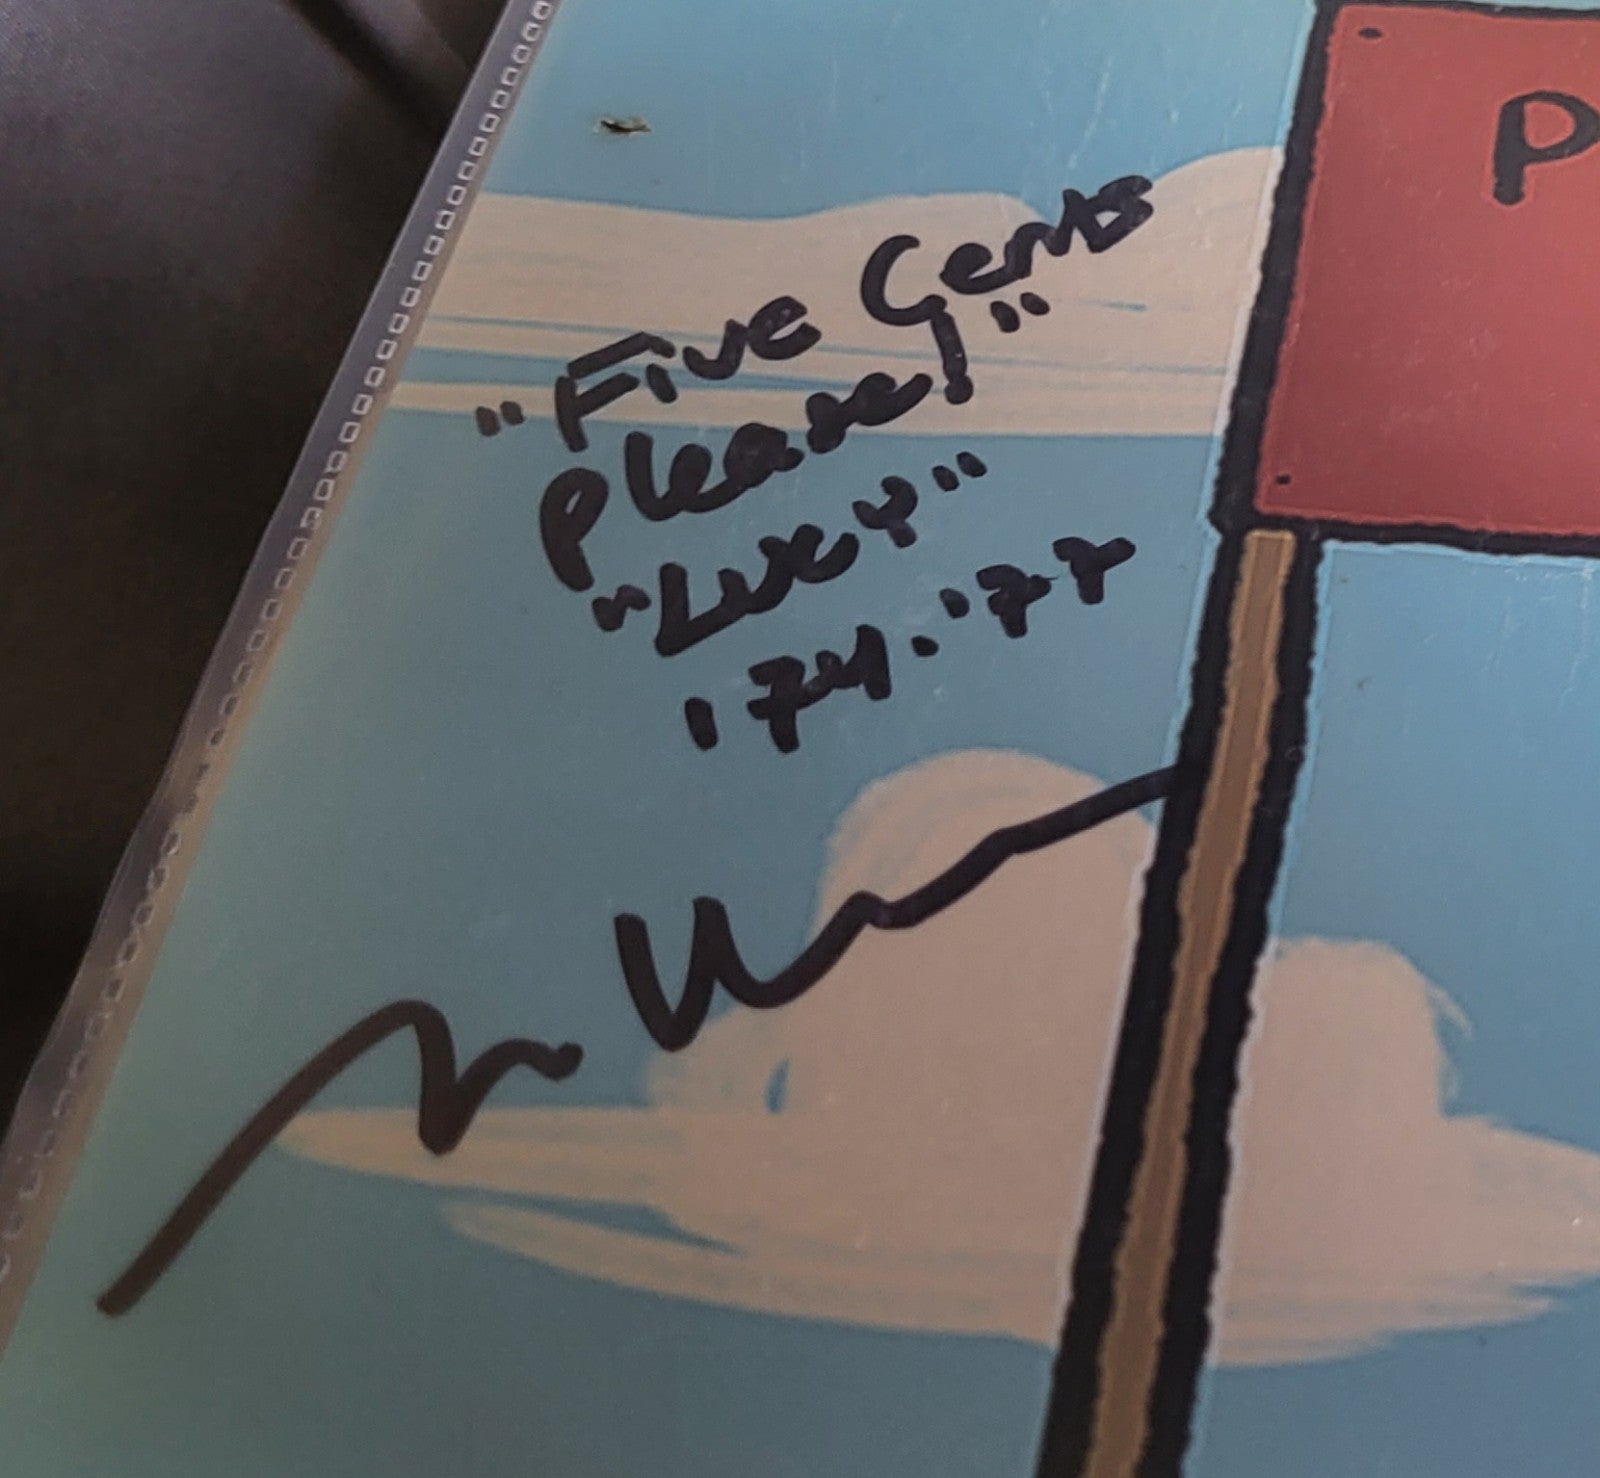 "Five Cents
Please!"
"Lucy"
'74.-'77
P